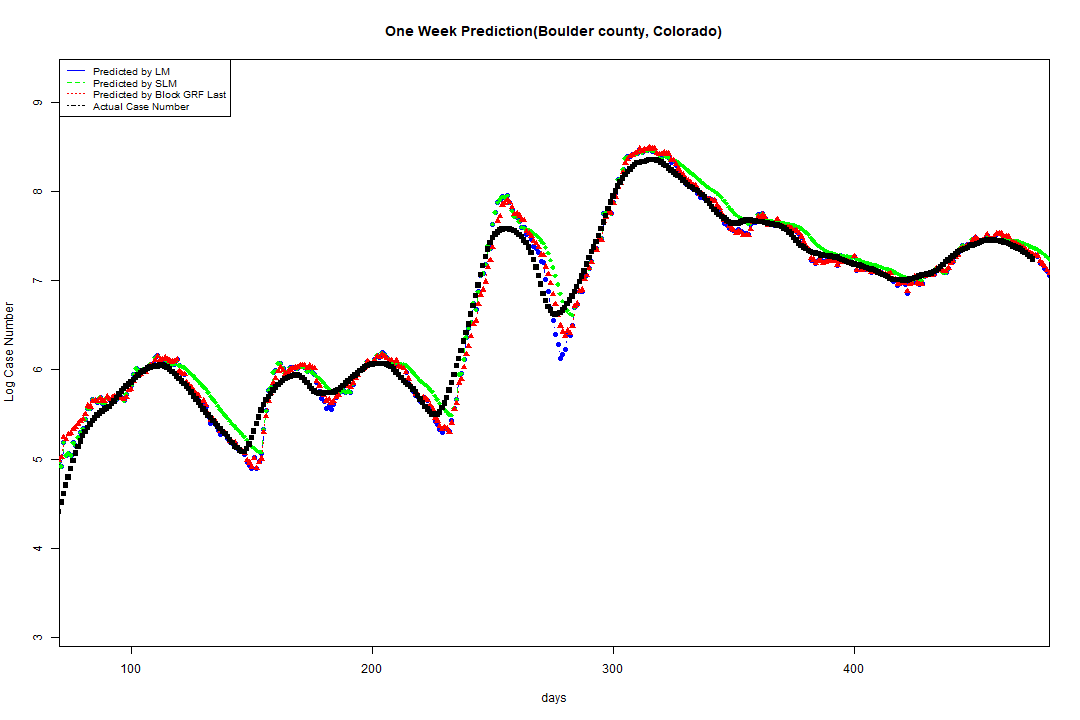 One Week Prediction(Boulder county, Colorado)
Predicted by LM
Predicted by SLM
Predicted by Block GRF Last
Actual Case Number
9
8
7
6
5
4
3
Log Case Number
100 200 300 400
days